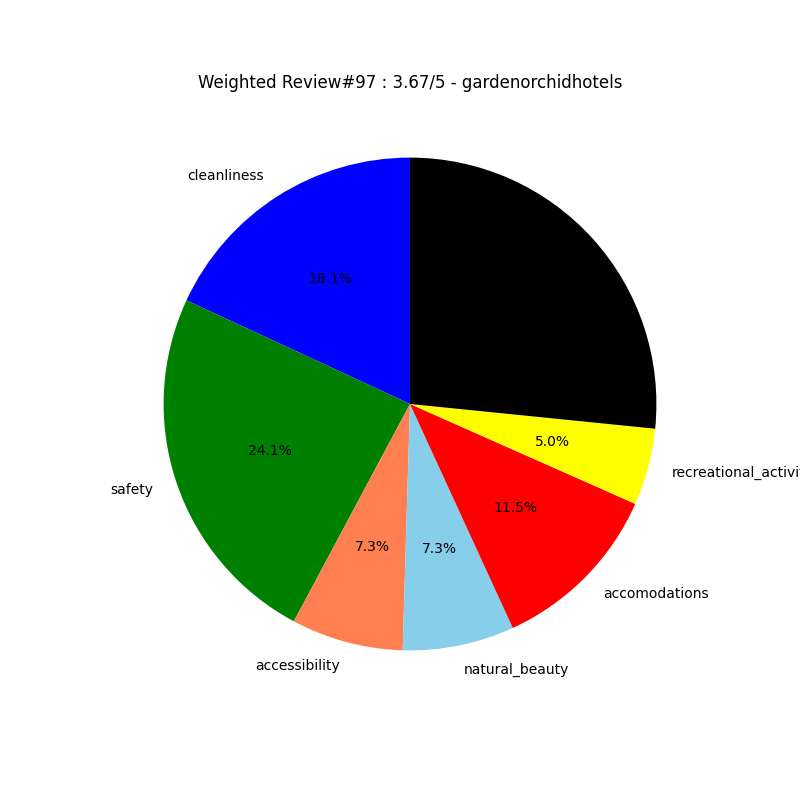 Weighted Review#97 : 3.67/5 - gardenorchidhotels
cleanliness
18.1%
safety
24.1%
accessibility
7.3%
natural_beauty
7.3%
accomodations
11.5%
recreational_activi
5.0%